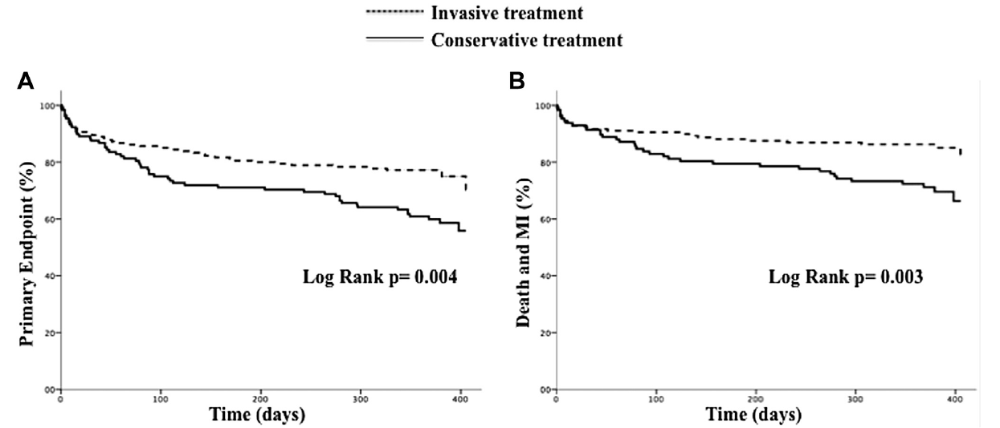 Invasive treatment
Conservative treatment
A
Primary Endpoint (%)
100
80
60
40
20
00
Log Rank p= 0.004
0 100 200 300 400
Time (days)
B
Death and MI (%)
100
80
60
40
20
00
Log Rank p= 0.003
0 100 200 300 400
Time (days)